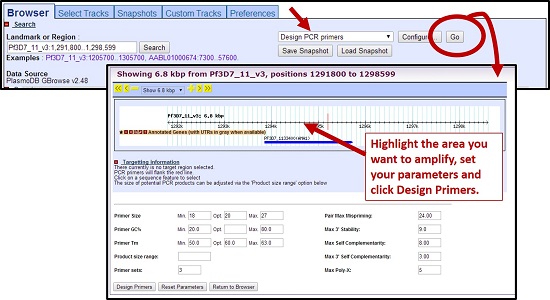 Browser Select Tracks Snapshots Custom Tracks Preferences
Search
Landmark or Region :
Pf3D7_11_v3:1,291,800..1,298,599 Search
Design PCR primers Configure... Go
Save Snapshot Load Snapshot
Examples : Pf3D7_11_v3:1205700..1305700, AABL01000674:7300..57600.
Data Source
PlasmoDB GBrowse v2.48
Showing 6.8 kbp from Pf3D7_11_v3, positions 1291800 to 1298599
Show 6.8 kbp
Pf3D7_11_v3: 6.8 kbp
1292k 1293k 1294k 1295k
Annotated Genes (with UTRs in gray when available)
Highlight the area you
want to amplify, set
your parameters and
click Design Primers.
Targeting information
There currently is no target region selected.
PCR primers will flank the red line.
Click on a sequence feature to select
The size of potential PCR products can be adjusted via the 'Product size range' option below
Primer Size Min. 18 Opt. 20 Max. 27 Pair Max Mispriming: 24.00
Primer GC% Min. 20.0 Max. 80.0 Max 3' Stability: 9.0
Primer Tm Min. 50.0 Opt. 60.0 Max. 63.0 Max Self Complementarity: 8.00
Product size range: Max 3' Self Complementarity: 3.00
Primer sets: 3 Max Poly-X: 5
Design Primers Reset Parameters Return to Browser